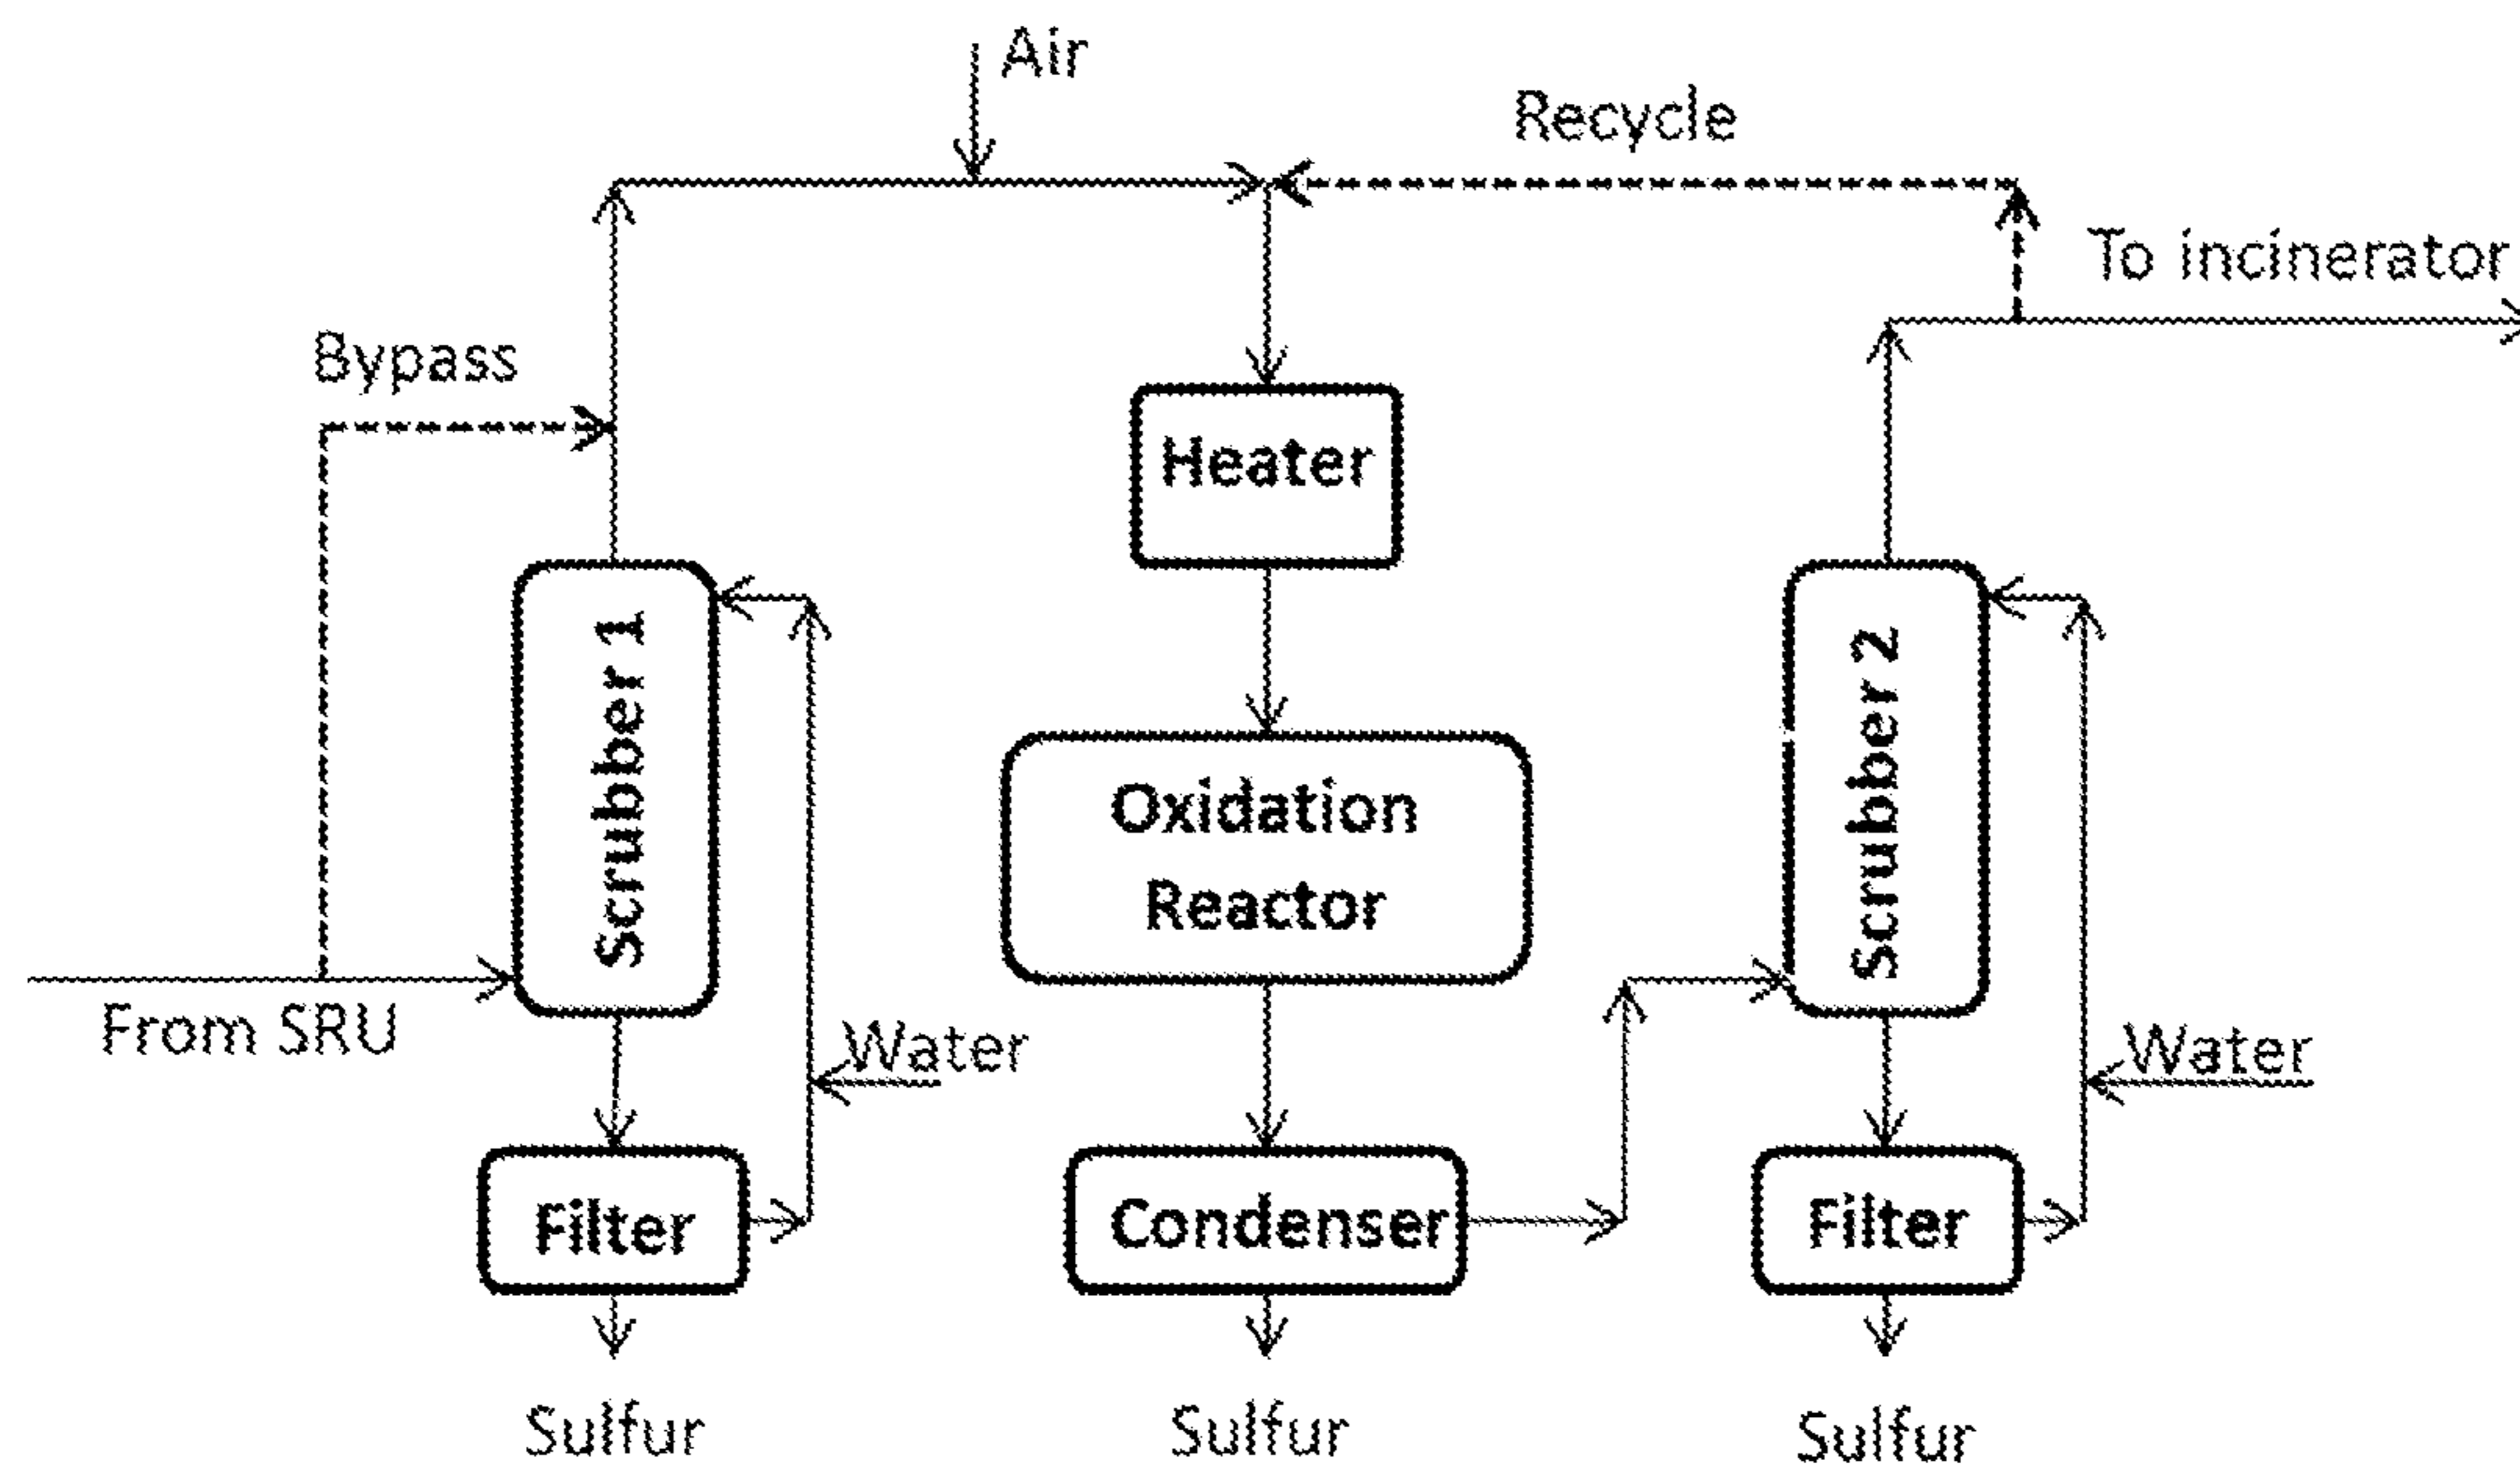 Air
Recycle
To incinerator
Bypass
Heater
Scrubber 1
Scrubber 2
Oxidation
Reactor
From SRU
Water
Water
Filter
Condenser
Filter
Sulfur
Sulfur
Sulfur